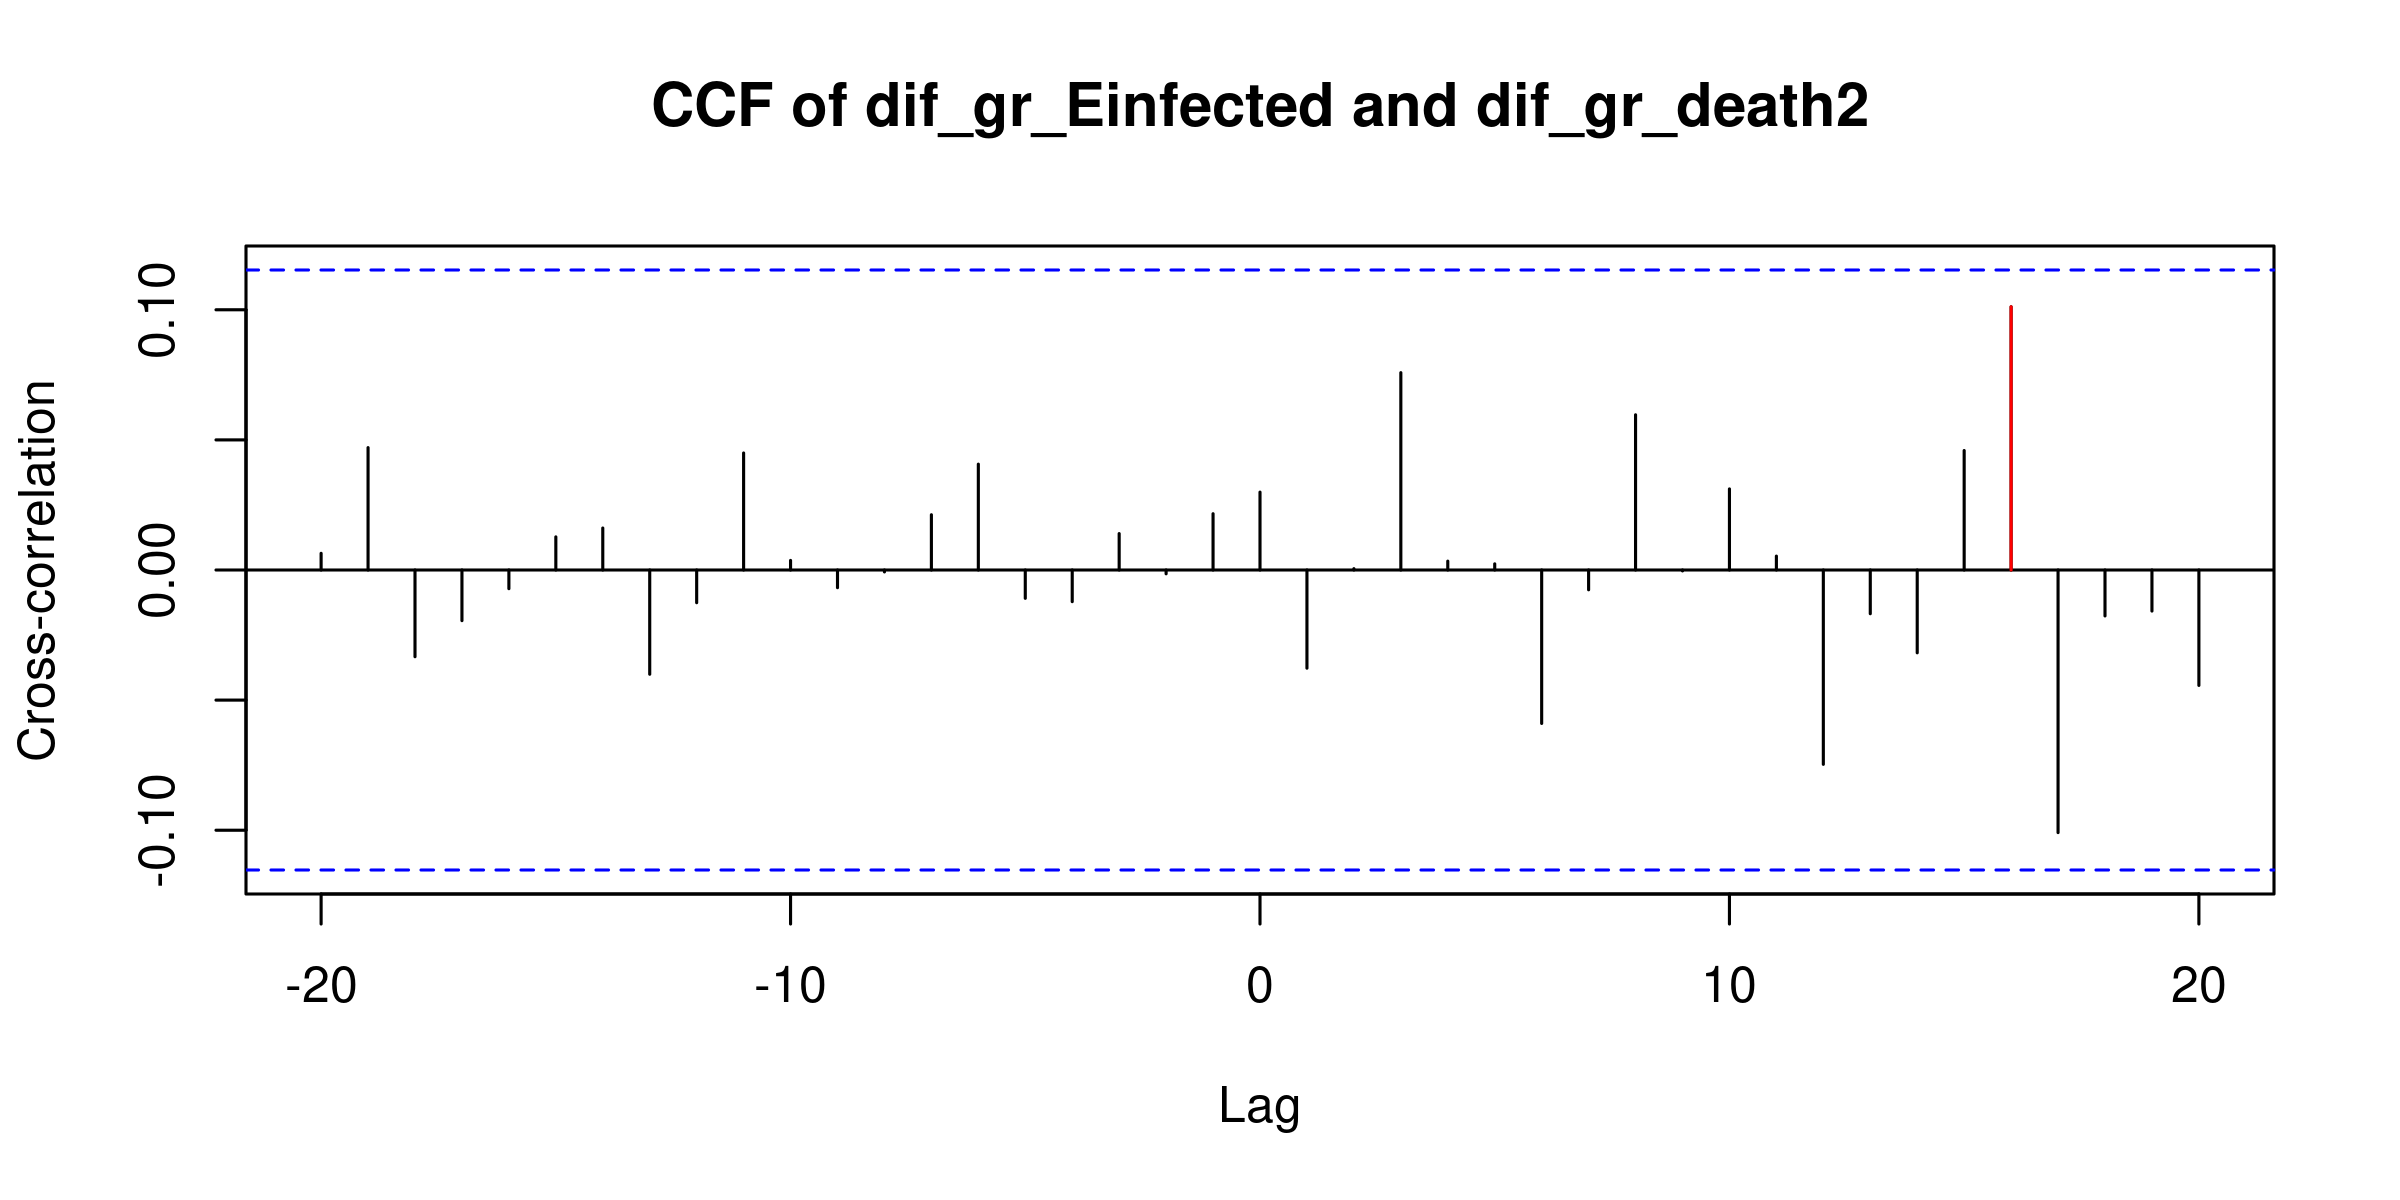 CCF of dif_gr_Einfected and dif_gr_death2
Cross-correlation
0.10
0.00
-0.10
-20
-10
0
10
20
Lag